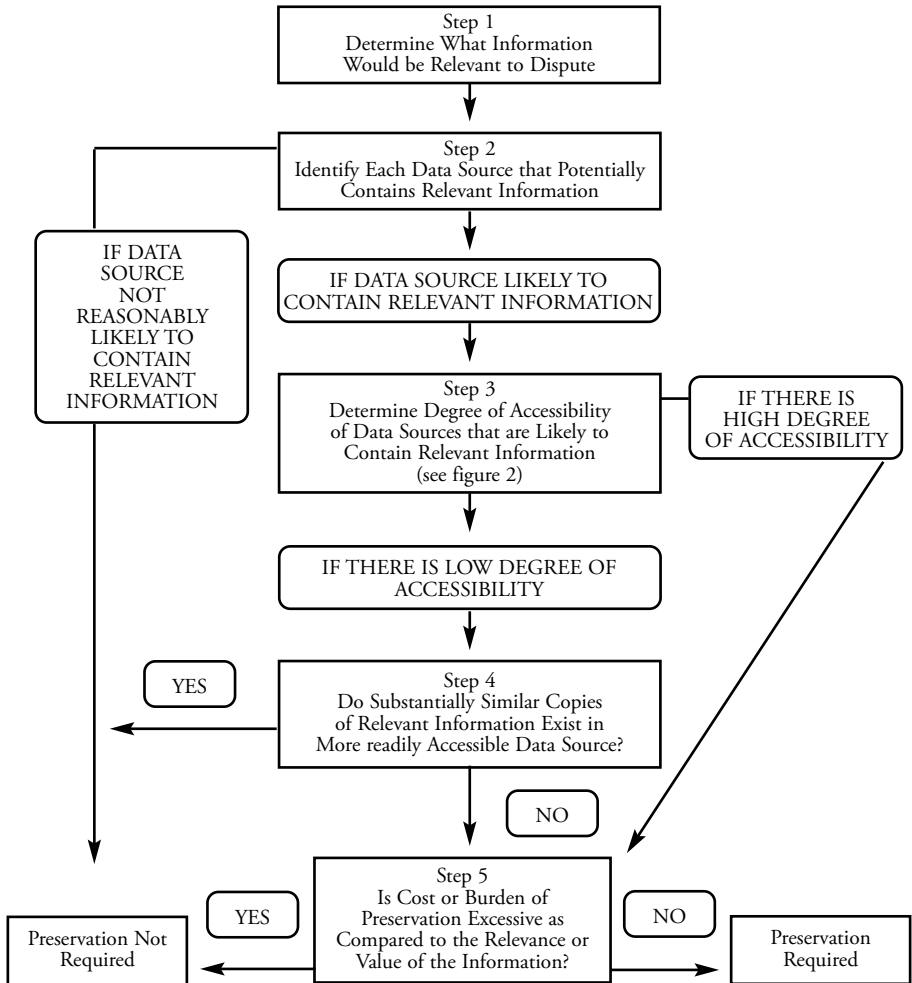 Step 1
Determine What Information
Would be Relevant to Dispute
Step 2
Identify Each Data Source that Potentially
Contains Relevant Information
IF DATA
SOURCE
NOT
REASONABLY
LIKELY TO
CONTAIN
RELEVANT
INFORMATION
IF DATA SOURCE LIKELY TO
CONTAIN RELEVANT INFORMATION
Step 3
Determine Degree of Accessibility
of Data Sources that are Likely to
Contain Relevant Information
(see figure 2)
IF THERE IS
HIGH DEGREE
OF ACCESSIBILITY
IF THERE IS LOW DEGREE OF
ACCESSIBILITY
YES
Step 4
Do Substantially Similar Copies
of Relevant Information Exist in
More readily Accessible Data Source?
NO
Step 5
Is Cost or Burden of
Preservation Excessive as
Compared to the Relevance or
Value of the Information?
YES
NO
Preservation Not
Required
Preservation
Required